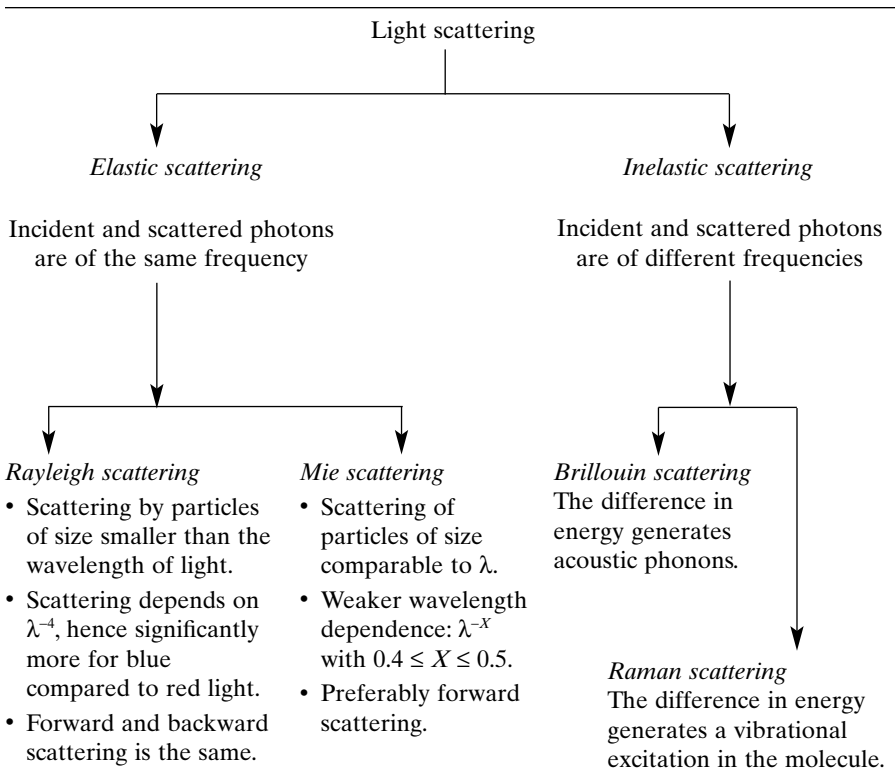 Light scattering
Elastic scattering
Inelastic scattering
Incident and scattered photons
are of the same frequency
Incident and scattered photons
are of different frequencies
Rayleigh scattering
• Scattering by particles
of size smaller than the
wavelength of light.
• Scattering depends on
λ⁻⁴, hence significantly
more for blue
compared to red light.
• Forward and backward
scattering is the same.
Mie scattering
• Scattering of
particles of size
comparable to λ.
• Weaker wavelength
dependence: λ⁻ˣ
with 0.4 ≤ X ≤ 0.5.
• Preferably forward
scattering.
Brillouin scattering
The difference in
energy generates
acoustic phonons.
Raman scattering
The difference in energy
generates a vibrational
excitation in the molecule.